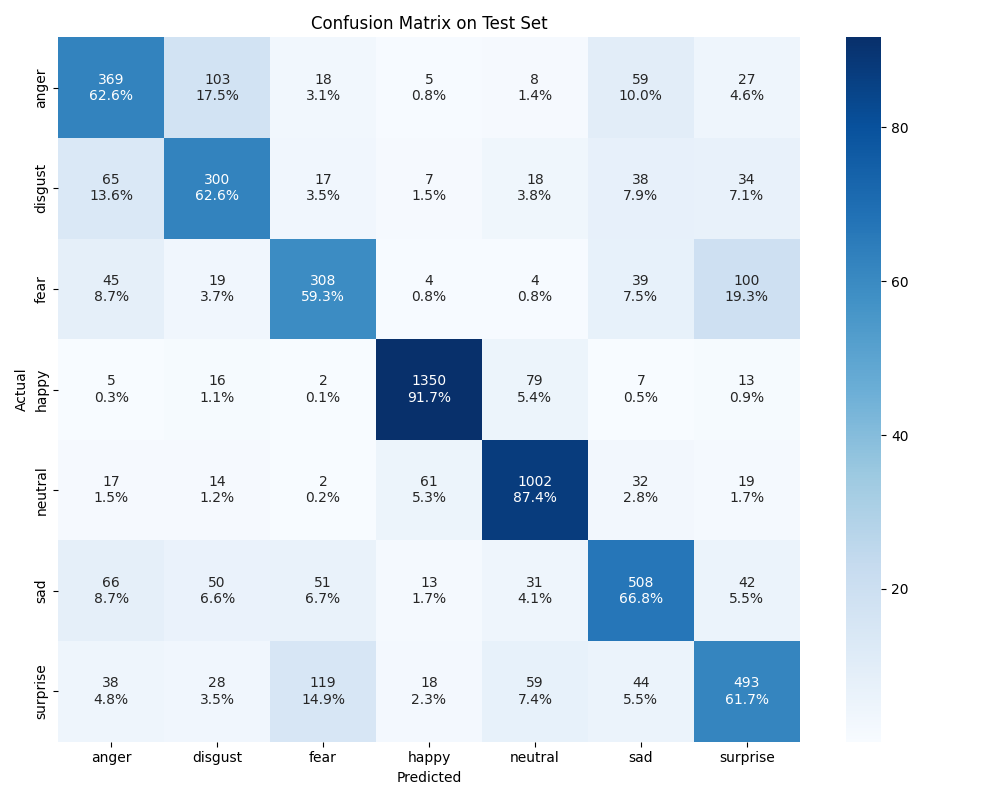 Confusion Matrix on Test Set
Actual
anger
369 103 18 5 8 59 27
62.6% 17.5% 3.1% 0.8% 1.4% 10.0% 4.6%
disgust
65 300 17 7 18 38 34
13.6% 62.6% 3.5% 1.5% 3.8% 7.9% 7.1%
fear
45 19 308 4 4 39 100
8.7% 3.7% 59.3% 0.8% 0.8% 7.5% 19.3%
happy
5 16 2 1350 79 7 13
0.3% 1.1% 0.1% 91.7% 5.4% 0.5% 0.9%
neutral
17 14 2 61 1002 32 19
1.5% 1.2% 0.2% 5.3% 87.4% 2.8% 1.7%
sad
66 50 51 13 31 508 42
8.7% 6.6% 6.7% 1.7% 4.1% 66.8% 5.5%
surprise
38 28 119 18 59 44 493
4.8% 3.5% 14.9% 2.3% 7.4% 5.5% 61.7%
anger disgust fear happy neutral sad surprise
Predicted
80
60
40
20